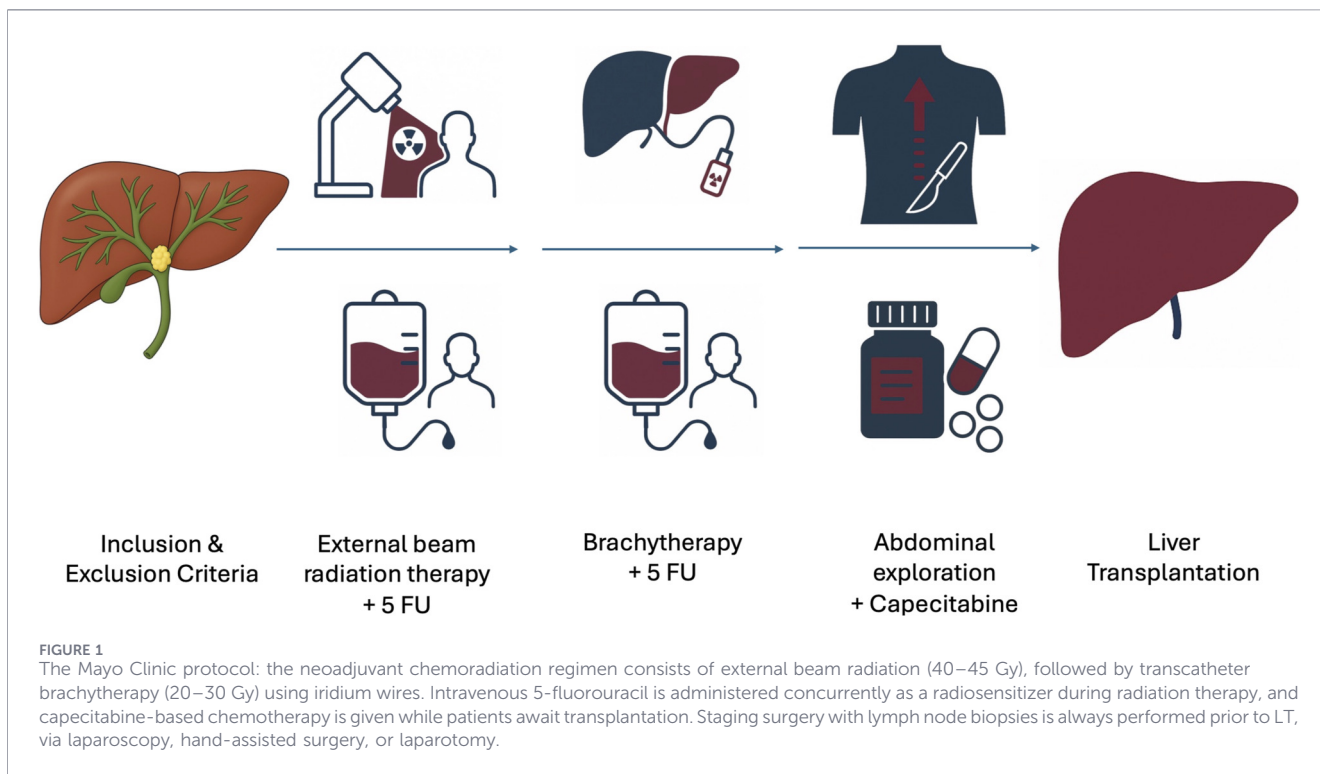 Inclusion &
Exclusion Criteria
External beam
radiation therapy
+ 5 FU
Brachytherapy
+ 5 FU
Abdominal
exploration
+ Capecitabine
Liver
Transplantation
FIGURE 1
The Mayo Clinic protocol: the neoadjuvant chemoradiation regimen consists of external beam radiation (40–45 Gy), followed by transcatheter
brachytherapy (20–30 Gy) using iridium wires. Intravenous 5-fluorouracil is administered concurrently as a radiosensitizer during radiation therapy, and
capecitabine-based chemotherapy is given while patients await transplantation. Staging surgery with lymph node biopsies is always performed prior to LT,
via laparoscopy, hand-assisted surgery, or laparotomy.